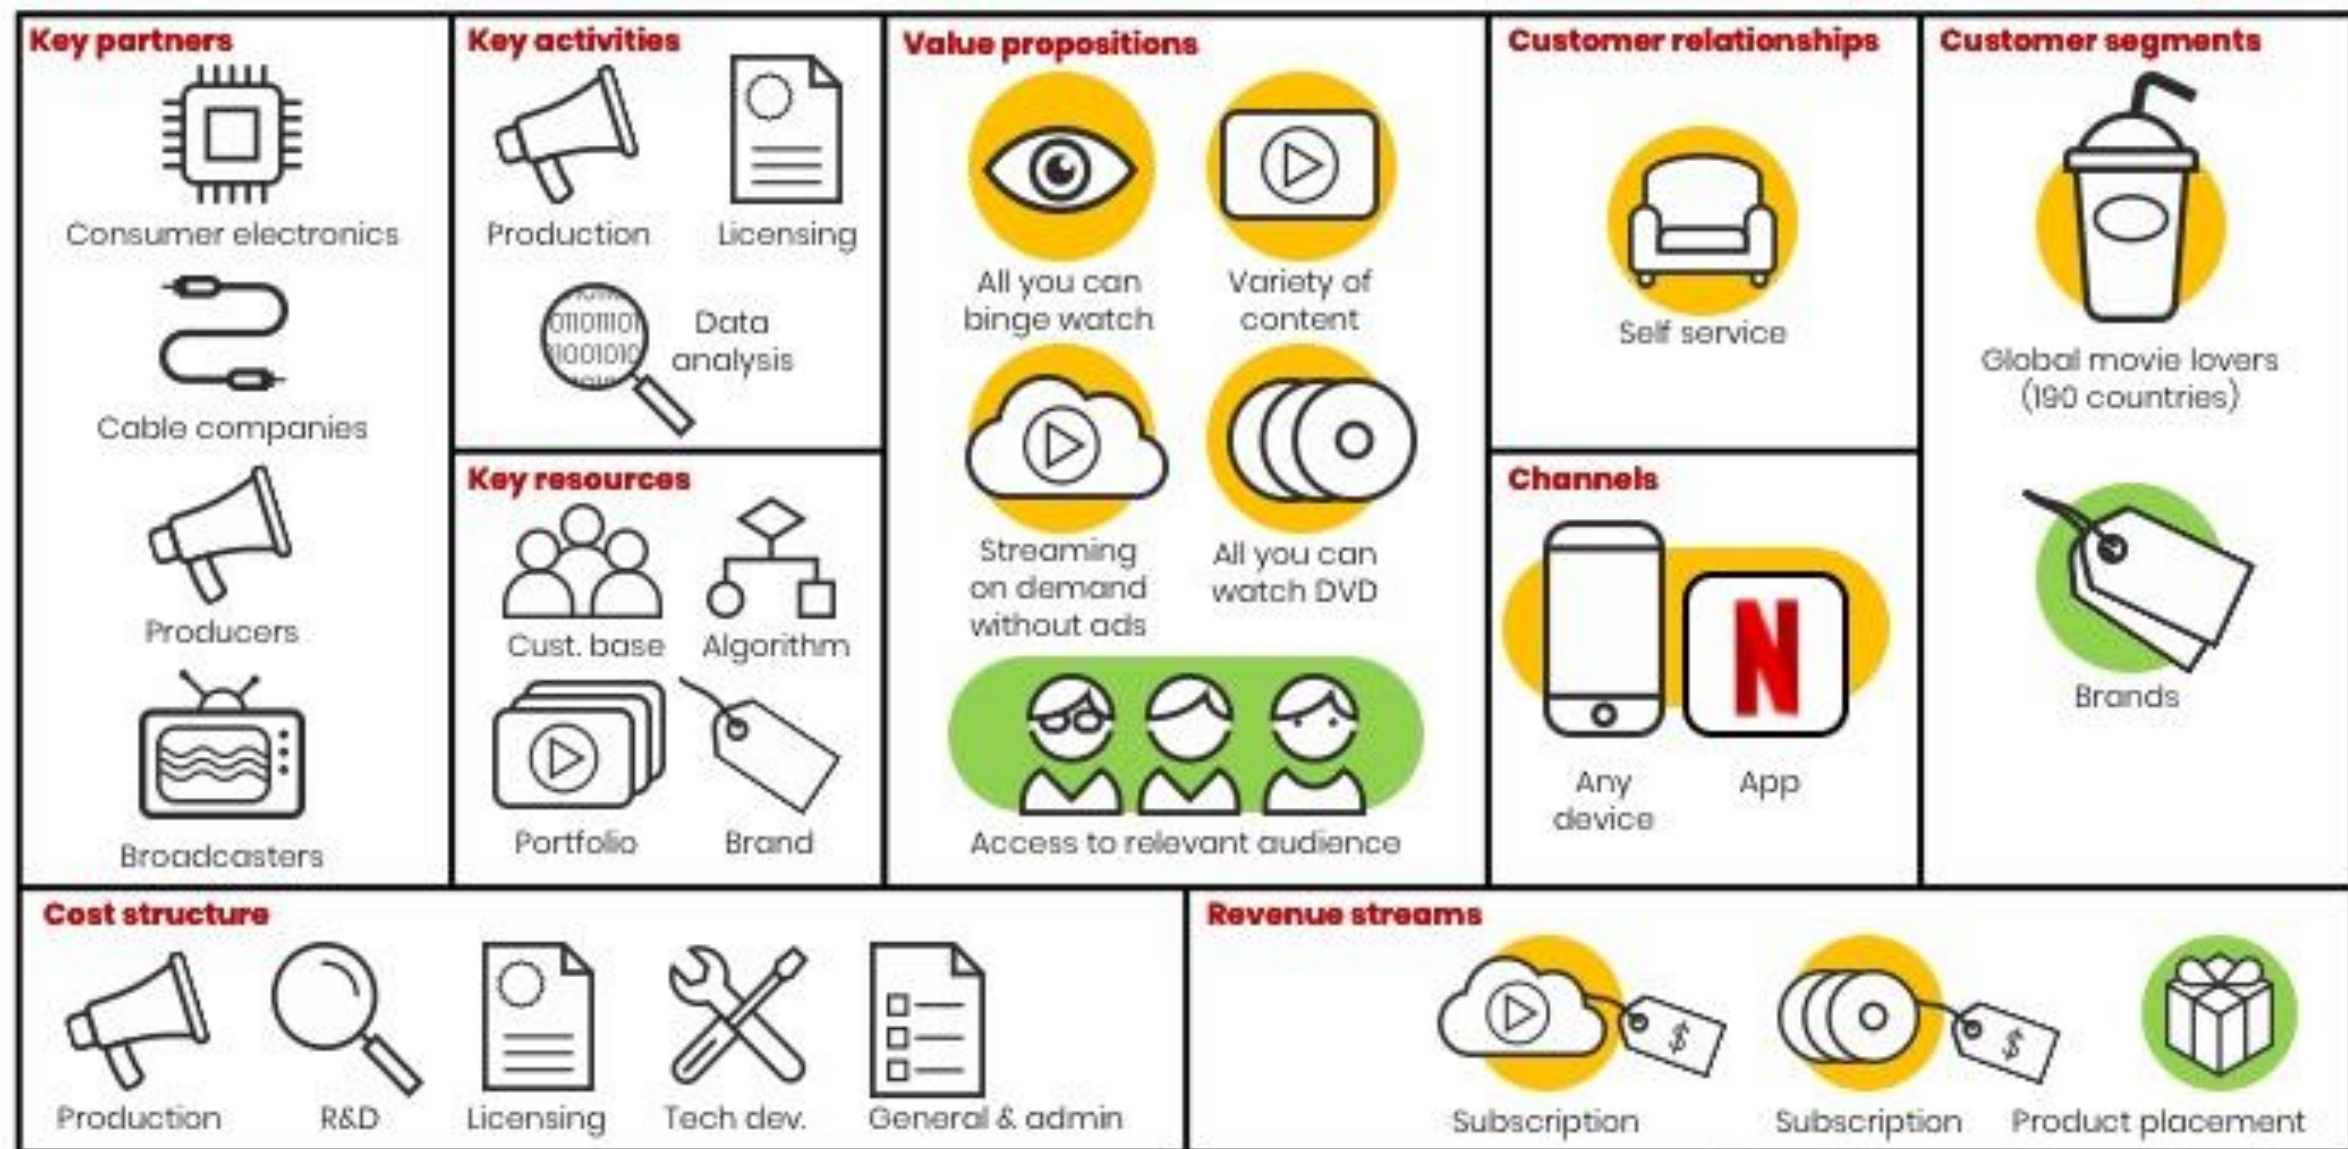 Key partners
Consumer electronics
Cable companies
Producers
Broadcasters
Key activities
Production
Licensing
Data
analysis
Key resources
Cust. base
Algorithm
Portfolio
Brand
Value propositions
All you can
binge watch
Variety of
content
Streaming
on demand
without ads
All you can
watch DVD
Access to relevant audience
Customer relationships
Self service
Channels
N
Any
device
App
Customer segments
Global movie lovers
(190 countries)
Brands
Cost structure
Production
R&D
Licensing
Tech dev.
General & admin
Revenue streams
$
Subscription
$
Subscription
Product placement